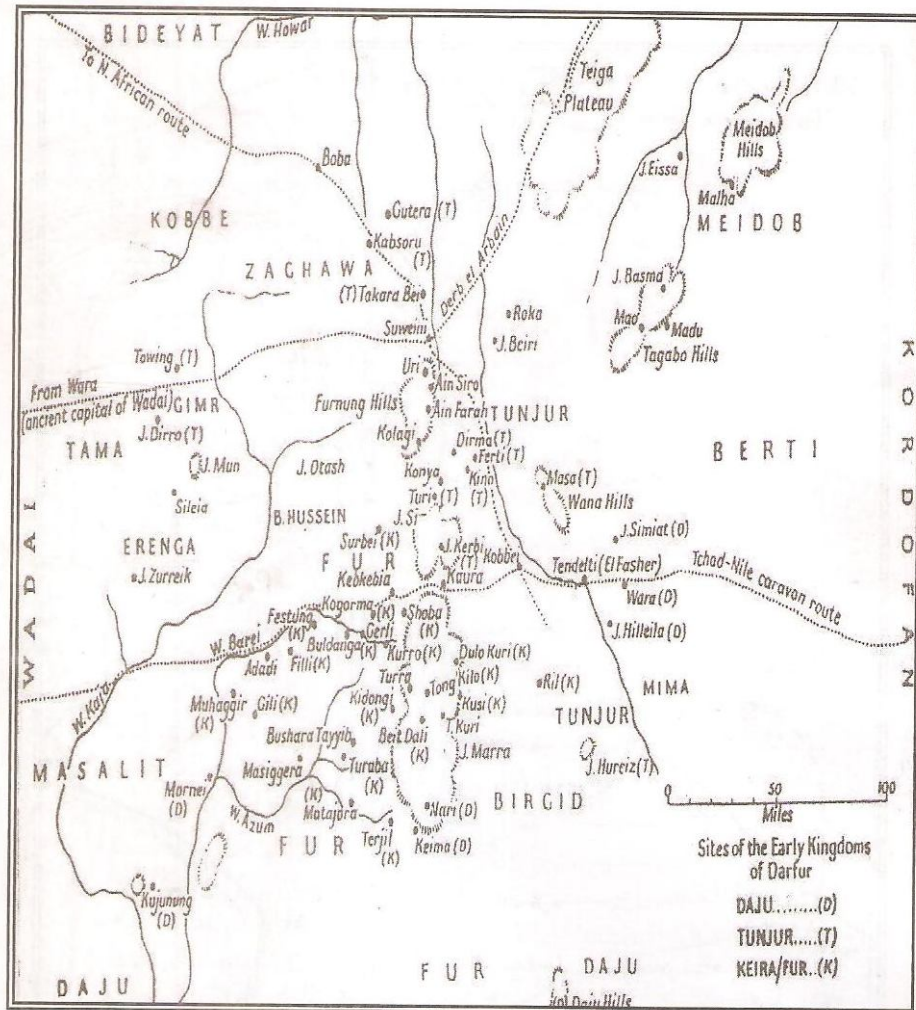 BIDEYAT
W. Howar
To N. African route
Teiga
Plateau
Meidob
Hills
J. Eissa
Malha
MEIDOB
Boba
KOBBE
Gutera (T)
Kabsoru
(T)
ZAGHAWA
(T) Takara Bei
Derb el Arbain
J. Basma
Roka
Mao
Madu
Tagabo Hills
Suweini
J. Beiri
Towing (T)
Uri
Ain Siro
From Wara
(ancient capital of Wadai)
GIMR
Furnung Hills
Ain Farah
TUNJUR
J. Dirro (T)
TAMA
Kolagi
Dirma (T)
Ferti (T)
BERTI
KORDOFAN
J. Mun
J. Otash
Konya
Kino
(T)
Masa (T)
Wana Hills
Sileia
Turi (T)
B. HUSSEIN
J. Si
J. Simiat (D)
WADAI
ERENGA
Surbei (K)
FUR
J. Kerbi
(T)
Kobbei
J. Zurreik
Kebkebia
Kaura
Tendelti (El Fasher)
Tchad-Nile caravan route
Wara (D)
Kogorma
(K)
Festung
(K)
Shoba
(K)
J. Hilleila (D)
W. Barei
Buldanga
(K)
Gerli
(K)
Adadi
Filli (K)
Kurro (K)
Dulo Kuri (K)
W. Kaja
Turra
Tong
Kilo (K)
Ril (K)
MIMA
Muhaggir
(K)
Gili (K)
Kidongi
(K)
Kusi (K)
T. Kuri
TUNJUR
Bushara Tayyib
Beit Dali
(K)
J. Marra
MASALIT
Masiggera
(K)
Turaba
(K)
J. Hureiz (T)
Mornei
(D)
W. Azum
Matajora
Nari (D)
BIRGID
0 50 100
Miles
FUR
Terjil
(K)
Keima (D)
Sites of the Early Kingdoms
of Darfur
Kujunung
(D)
DAJU.........(D)
TUNJUR.....(T)
KEIRA/FUR..(K)
DAJU
FUR
DAJU
(D) Daju Hills